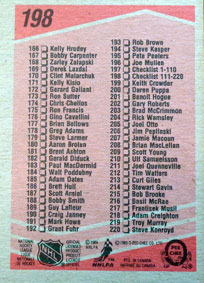 198
166 Kelly Hrudey
167 Bobby Carpenter
168 Zarley Zalapski
169 Derek Laxdal
170 Clint Malarchuk
171 Kelly Kisio
172 Gerard Gallant
173 Ron Sutter
174 Chris Chelios
175 Ron Francis
176 Gino Cavallini
177 Brian Bellows
178 Greg Adams
179 Steve Larmer
180 Aaron Broten
181 Brent Ashton
182 Gerald Diduck
183 Paul MacDermid
184 Walt Poddubny
185 Adam Oates
186 Brett Hull
187 Scott Arniel
188 Bobby Smith
189 Guy Lafleur
190 Craig Janney
191 Mark Howe
192 Grant Fuhr
193 Rob Brown
194 Steve Kasper
195 Pete Peeters
196 Joe Mullen
197 Checklist 1-110
198 Checklist 111-220
199 Keith Crowder
200 Daren Puppa
201 Benoit Hogue
202 Gary Roberts
203 Brad McCrimmon
204 Rick Wamsley
205 Joel Otto
206 Jim Peplinski
207 Jamie Macoun
208 Brian MacLellan
209 Scott Young
210 Ulf Samuelsson
211 Joel Quenneville
212 Tim Watters
213 Curt Giles
214 Stewart Gavin
215 Bob Brooke
216 Basil McRae
217 Frantisek Musil
218 Adam Creighton
219 Troy Murray
220 Steve Konroyd
NHLPA